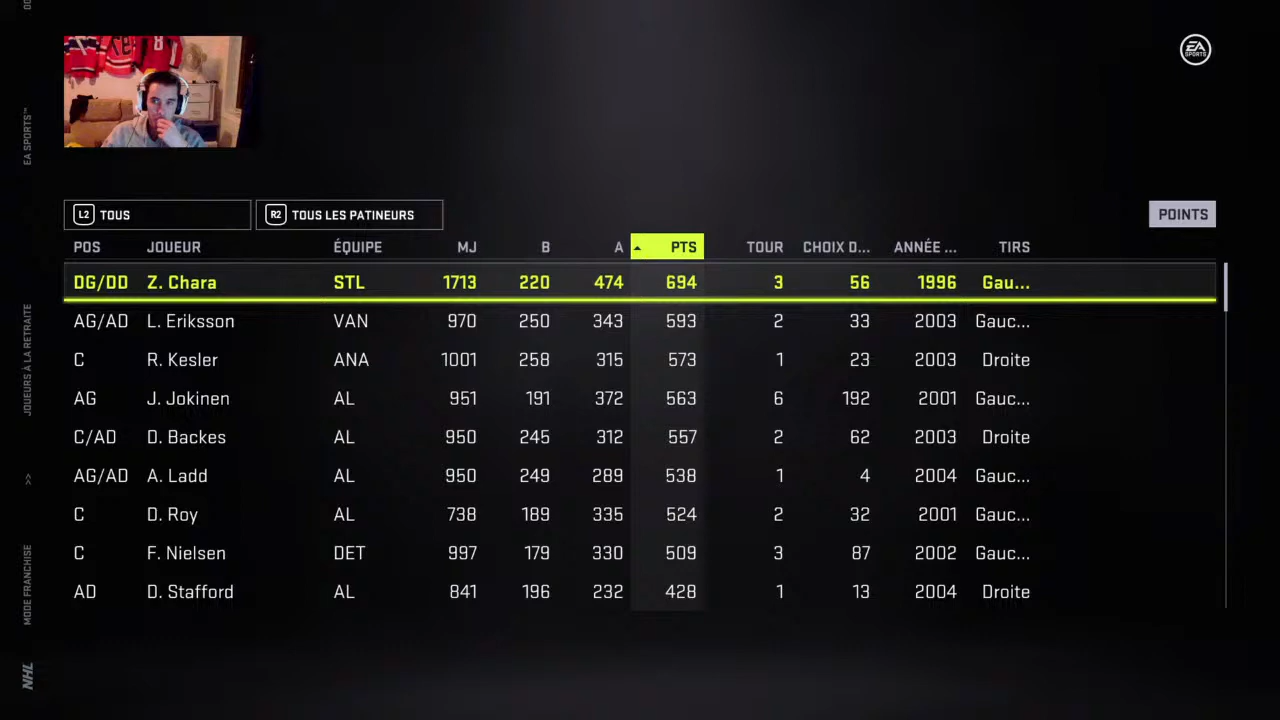 EA SPORTS
EA SPORTS™
JOUEURS À LA RETRAITE
>>
MODE FRANCHISE
NHL
L2 TOUS
R2 TOUS LES PATINEURS
POINTS
POS JOUEUR ÉQUIPE MJ B A PTS TOUR CHOIX D... ANNÉE ... TIRS
DG/DD Z. Chara STL 1713 220 474 694 3 56 1996 Gau...
AG/AD L. Eriksson VAN 970 250 343 593 2 33 2003 Gauc...
C R. Kesler ANA 1001 258 315 573 1 23 2003 Droite
AG J. Jokinen AL 951 191 372 563 6 192 2001 Gauc...
C/AD D. Backes AL 950 245 312 557 2 62 2003 Droite
AG/AD A. Ladd AL 950 249 289 538 1 4 2004 Gauc...
C D. Roy AL 738 189 335 524 2 32 2001 Gauc...
C F. Nielsen DET 997 179 330 509 3 87 2002 Gauc...
AD D. Stafford AL 841 196 232 428 1 13 2004 Droite